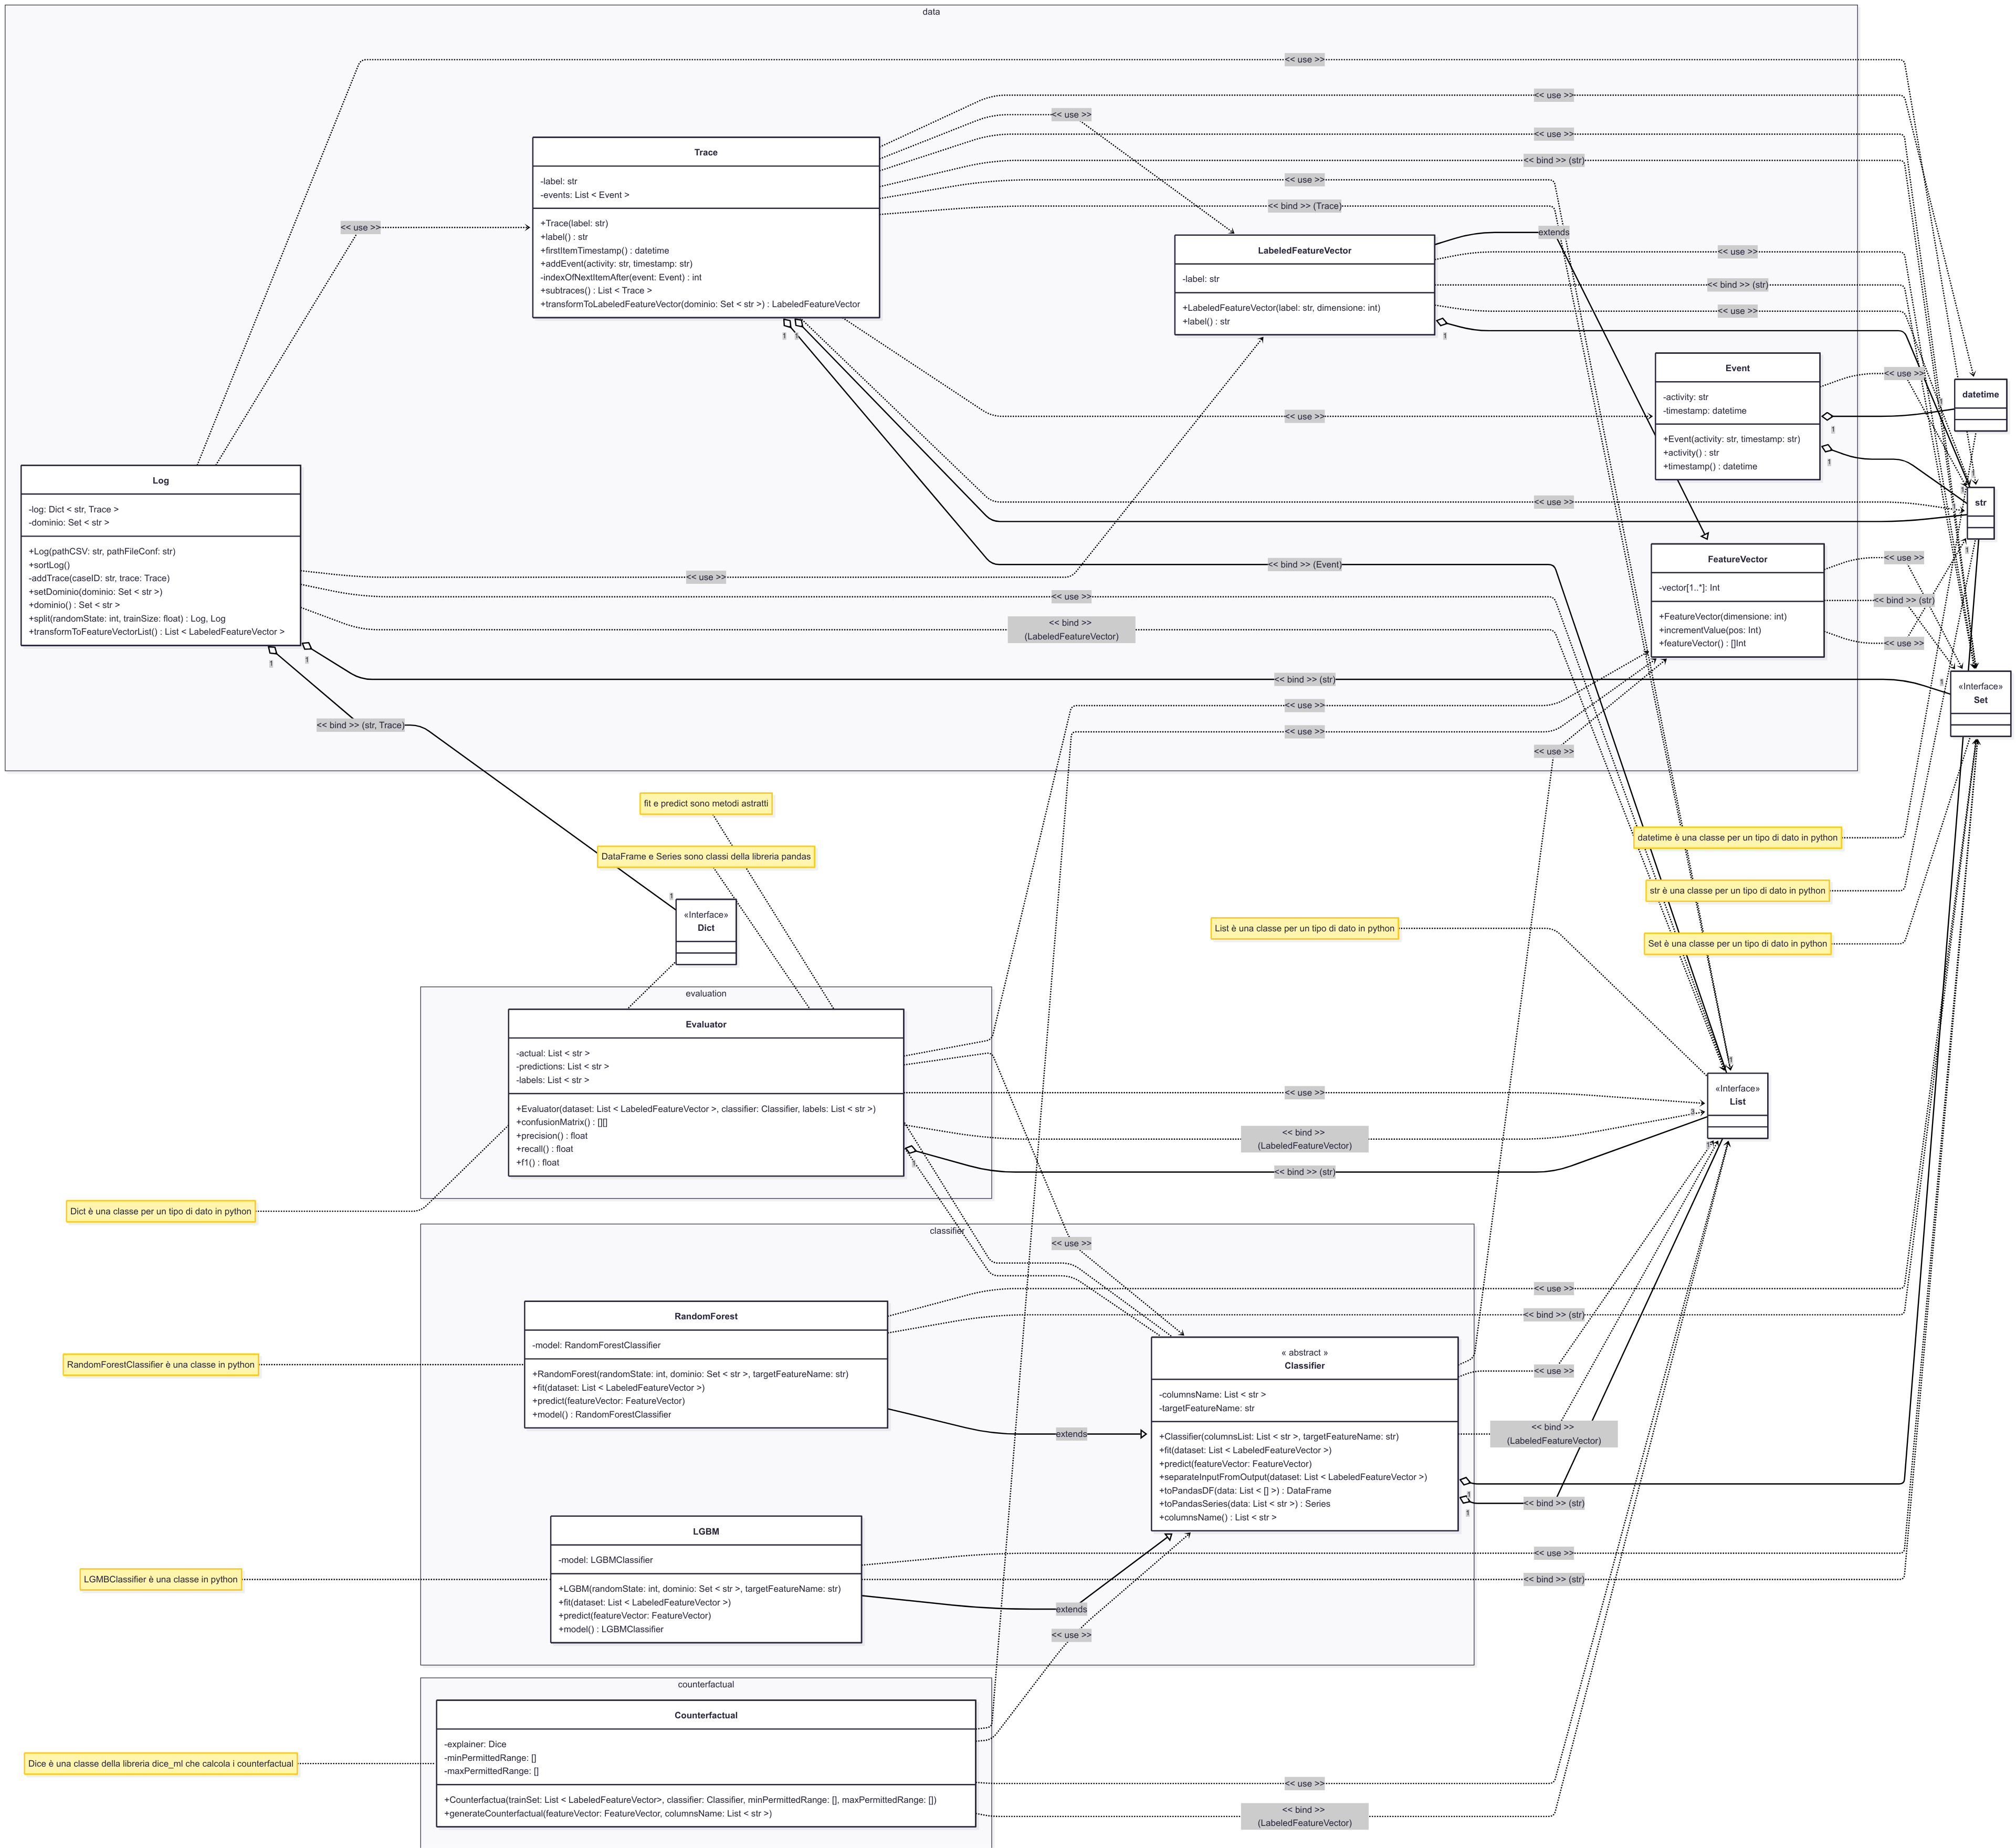 data
<< use >>
<< use >>
<< use >>
<< use >>
<< bind >> (str)
<< use >>
<< bind >> (Trace)
<< use >>
Trace
-label: str
-events: List < Event >
+Trace(label: str)
+label() : str
+firstItemTimestamp() : datetime
+addEvent(activity: str, timestamp: str)
-indexOfNextItemAfter(event: Event) : int
+subtraces() : List < Trace >
+transformToLabeledFeatureVector(dominio: Set < str >) : LabeledFeatureVector
1
1
extends
LabeledFeatureVector
-label: str
+LabeledFeatureVector(label: str, dimensione: int)
+label() : str
1
<< use >>
<< bind >> (str)
<< use >>
Event
-activity: str
-timestamp: datetime
+Event(activity: str, timestamp: str)
+activity() : str
+timestamp() : datetime
<< use >>
1
1
1
datetime
<< use >>
Log
-log: Dict < str, Trace >
-dominio: Set < str >
+Log(pathCSV: str, pathFileConf: str)
+sortLog()
-addTrace(caseID: str, trace: Trace)
+setDominio(dominio: Set < str >)
+dominio() : Set < str >
+split(randomState: int, trainSize: float) : Log, Log
+transformToFeatureVectorList() : List < LabeledFeatureVector >
1
1
1
1
str
1
<< use >>
<< bind >> (Event)
<< use >>
<< use >>
<< bind >>
(LabeledFeatureVector)
FeatureVector
-vector[1..*]: Int
+FeatureVector(dimensione: int)
+incrementValue(pos: Int)
+featureVector() : []Int
<< use >>
<< bind >> (str)
<< use >>
<< bind >> (str)
1
«Interface»
Set
<< use >>
<< use >>
<< use >>
<< bind >> (str, Trace)
fit e predict sono metodi astratti
DataFrame e Series sono classi della libreria pandas
datetime è una classe per un tipo di dato in python
str è una classe per un tipo di dato in python
List è una classe per un tipo di dato in python
Set è una classe per un tipo di dato in python
1
«Interface»
Dict
evaluation
Evaluator
-actual: List < str >
-predictions: List < str >
-labels: List < str >
+Evaluator(dataset: List < LabeledFeatureVector >, classifier: Classifier, labels: List < str >)
+confusionMatrix() : [][]
+precision() : float
+recall() : float
+f1() : float
1
<< use >>
<< bind >>
(LabeledFeatureVector)
<< bind >> (str)
1
3
«Interface»
List
1
Dict è una classe per un tipo di dato in python
classifier
<< use >>
<< use >>
<< bind >> (str)
RandomForest
-model: RandomForestClassifier
+RandomForest(randomState: int, dominio: Set < str >, targetFeatureName: str)
+fit(dataset: List < LabeledFeatureVector >)
+predict(featureVector: FeatureVector)
+model() : RandomForestClassifier
RandomForestClassifier è una classe in python
extends
« abstract »
Classifier
-columnsName: List < str >
-targetFeatureName: str
+Classifier(columnsList: List < str >, targetFeatureName: str)
+fit(dataset: List < LabeledFeatureVector >)
+predict(featureVector: FeatureVector)
+separateInputFromOutput(dataset: List < LabeledFeatureVector >)
+toPandasDF(data: List < [] >) : DataFrame
+toPandasSeries(data: List < str >) : Series
+columnsName() : List < str >
1
1
<< use >>
<< bind >>
(LabeledFeatureVector)
<< bind >> (str)
LGBM
-model: LGBMClassifier
+LGBM(randomState: int, dominio: Set < str >, targetFeatureName: str)
+fit(dataset: List < LabeledFeatureVector >)
+predict(featureVector: FeatureVector)
+model() : LGBMClassifier
LGMBClassifier è una classe in python
<< use >>
<< bind >> (str)
extends
<< use >>
counterfactual
Counterfactual
-explainer: Dice
-minPermittedRange: []
-maxPermittedRange: []
+Counterfactua(trainSet: List < LabeledFeatureVector>, classifier: Classifier, minPermittedRange: [], maxPermittedRange: [])
+generateCounterfactual(featureVector: FeatureVector, columnsName: List < str >)
Dice è una classe della libreria dice_ml che calcola i counterfactual
<< use >>
<< bind >>
(LabeledFeatureVector)